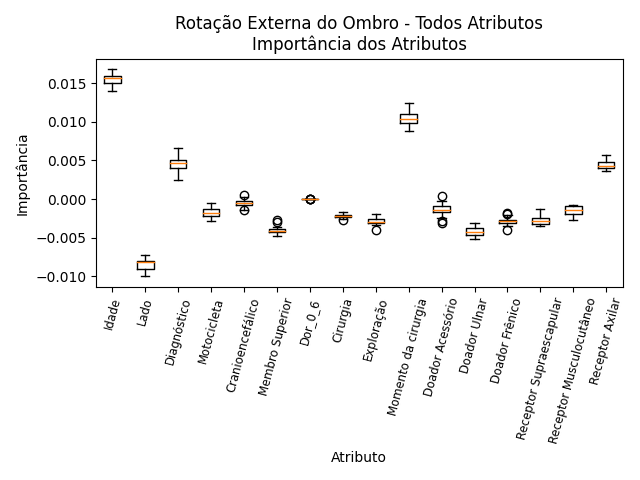 Rotação Externa do Ombro - Todos Atributos
Importância dos Atributos
Importância
0.015
0.010
0.005
0.000
−0.005
−0.010
Idade
Lado
Diagnóstico
Motocicleta
Cranioencefálico
Membro Superior
Dor_0_6
Cirurgia
Exploração
Momento da cirurgia
Doador Acessório
Doador Ulnar
Doador Frênico
Receptor Supraescapular
Receptor Musculocutâneo
Receptor Axilar
Atributo